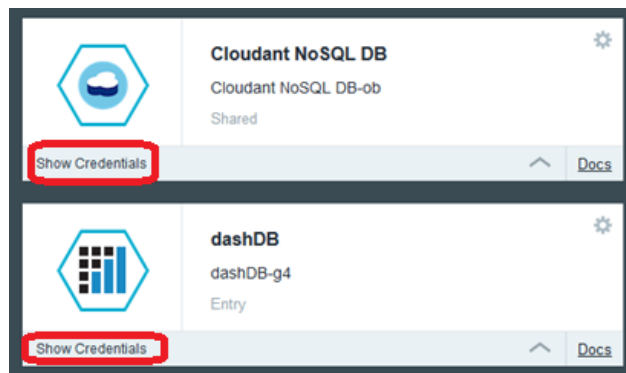 Cloudant NoSQL DB
Cloudant NoSQL DB-ob
Shared
Show Credentials
Docs
dashDB
dashDB-g4
Entry
Show Credentials
Docs